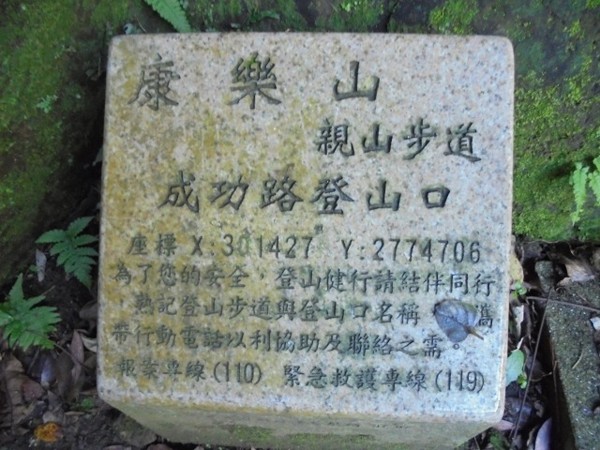 康樂山
親山步道
成功路登山口
座標 X:301427 Y:2774706
為了您的安全，登山健行請結伴同行
，熟記登山步道與登山口名稱，
帶行動電話以利協助及聯絡之需。
報案專線(110) 緊急救護專線(119)